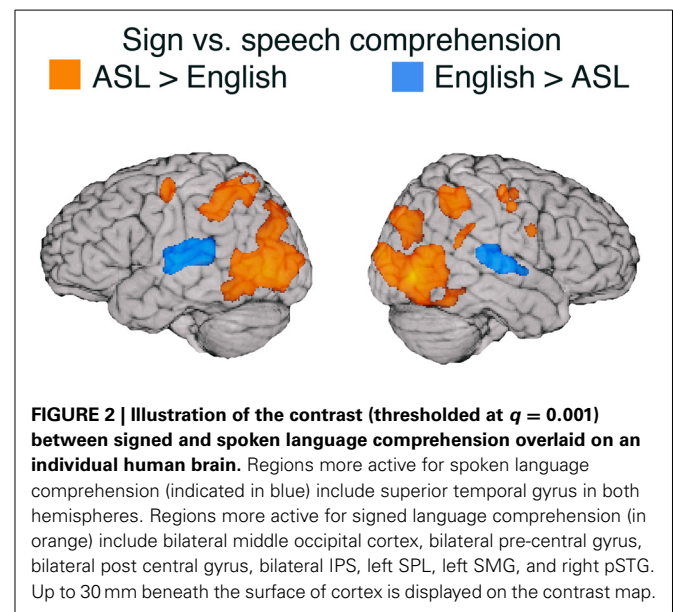 Sign vs. speech comprehension
ASL > English English > ASL
FIGURE 2 | Illustration of the contrast (thresholded at q = 0.001)
between signed and spoken language comprehension overlaid on an
individual human brain. Regions more active for spoken language
comprehension (indicated in blue) include superior temporal gyrus in both
hemispheres. Regions more active for signed language comprehension (in
orange) include bilateral middle occipital cortex, bilateral pre-central gyrus,
bilateral post central gyrus, bilateral IPS, left SPL, left SMG, and right pSTG.
Up to 30 mm beneath the surface of cortex is displayed on the contrast map.